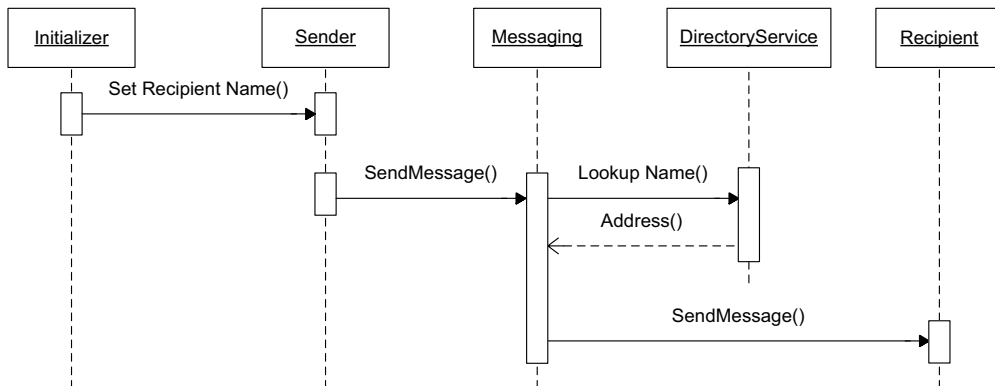 Initializer
Sender
Messaging
DirectoryService
Recipient
Set Recipient Name()
SendMessage()
Lookup Name()
Address()
SendMessage()